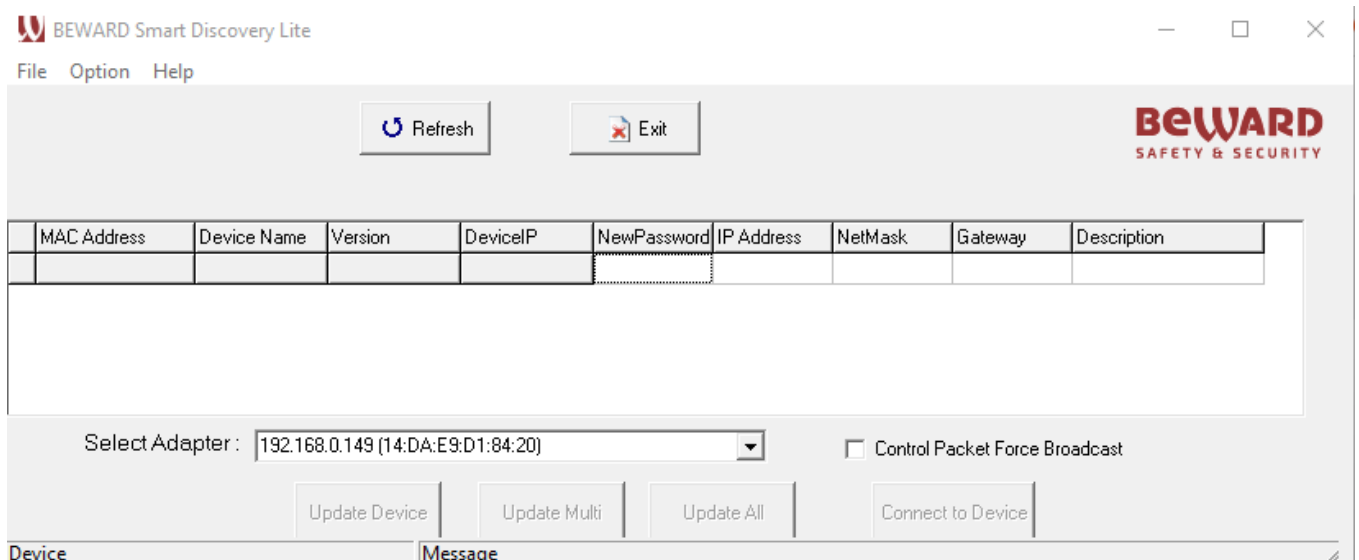 BEWARD Smart Discovery Lite
File Option Help
Refresh Exit
BEWARD
SAFETY & SECURITY
MAC Address Device Name Version DeviceIP NewPassword IP Address NetMask Gateway Description
Select Adapter : 192.168.0.149 (14:DA:E9:D1:84:20) Control Packet Force Broadcast
Update Device Update Multi Update All Connect to Device
Device Message